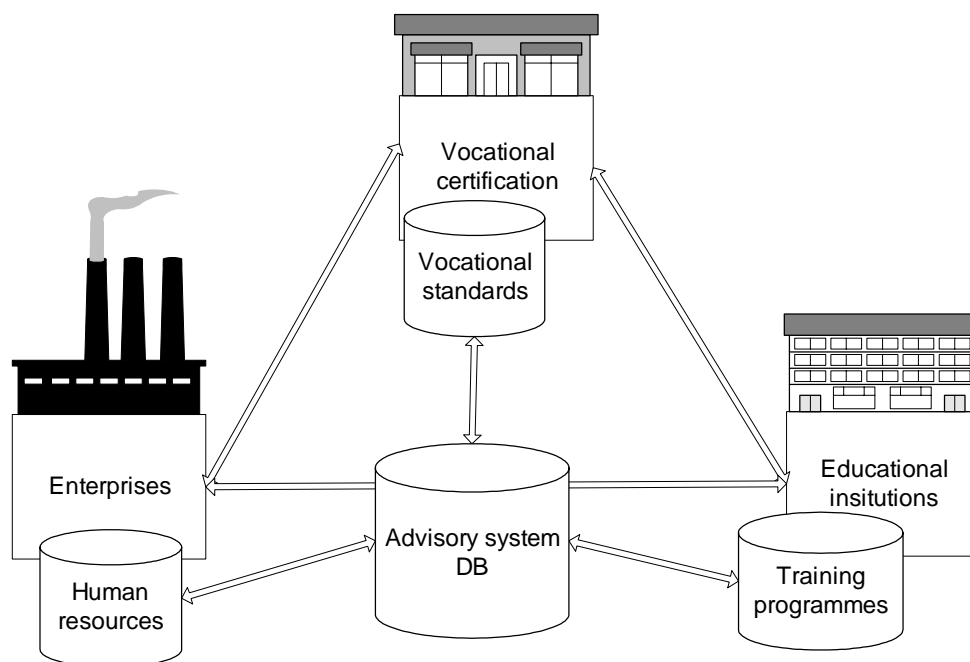 Vocational
certification
Vocational
standards
Enterprises
Educational
insitutions
Advisory system
DB
Human
resources
Training
programmes